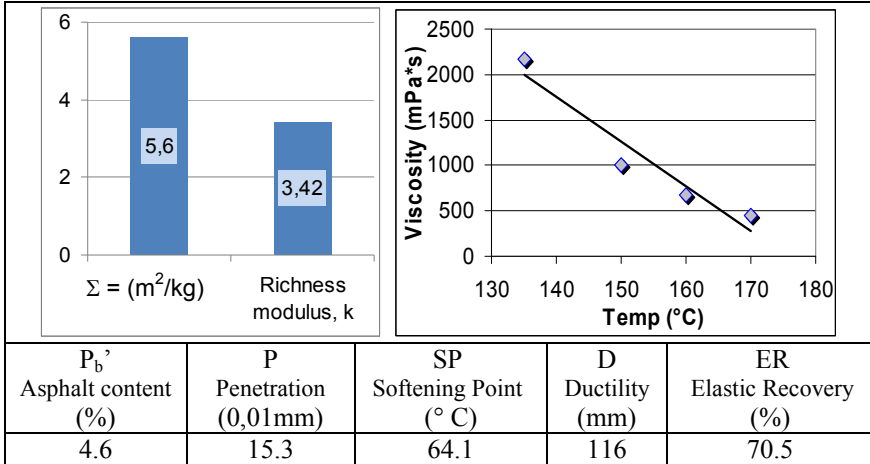 6
4
2
0
5,6
3,42
Σ = (m²/kg)
Richness
modulus, k
Viscosity (mPa*s)
2500
2000
1500
1000
500
0
130 140 150 160 170 180
Temp (°C)
Pb’ P SP D ER
Asphalt content Penetration Softening Point Ductility Elastic Recovery
(%) (0,01mm) (° C) (mm) (%)
4.6 15.3 64.1 116 70.5